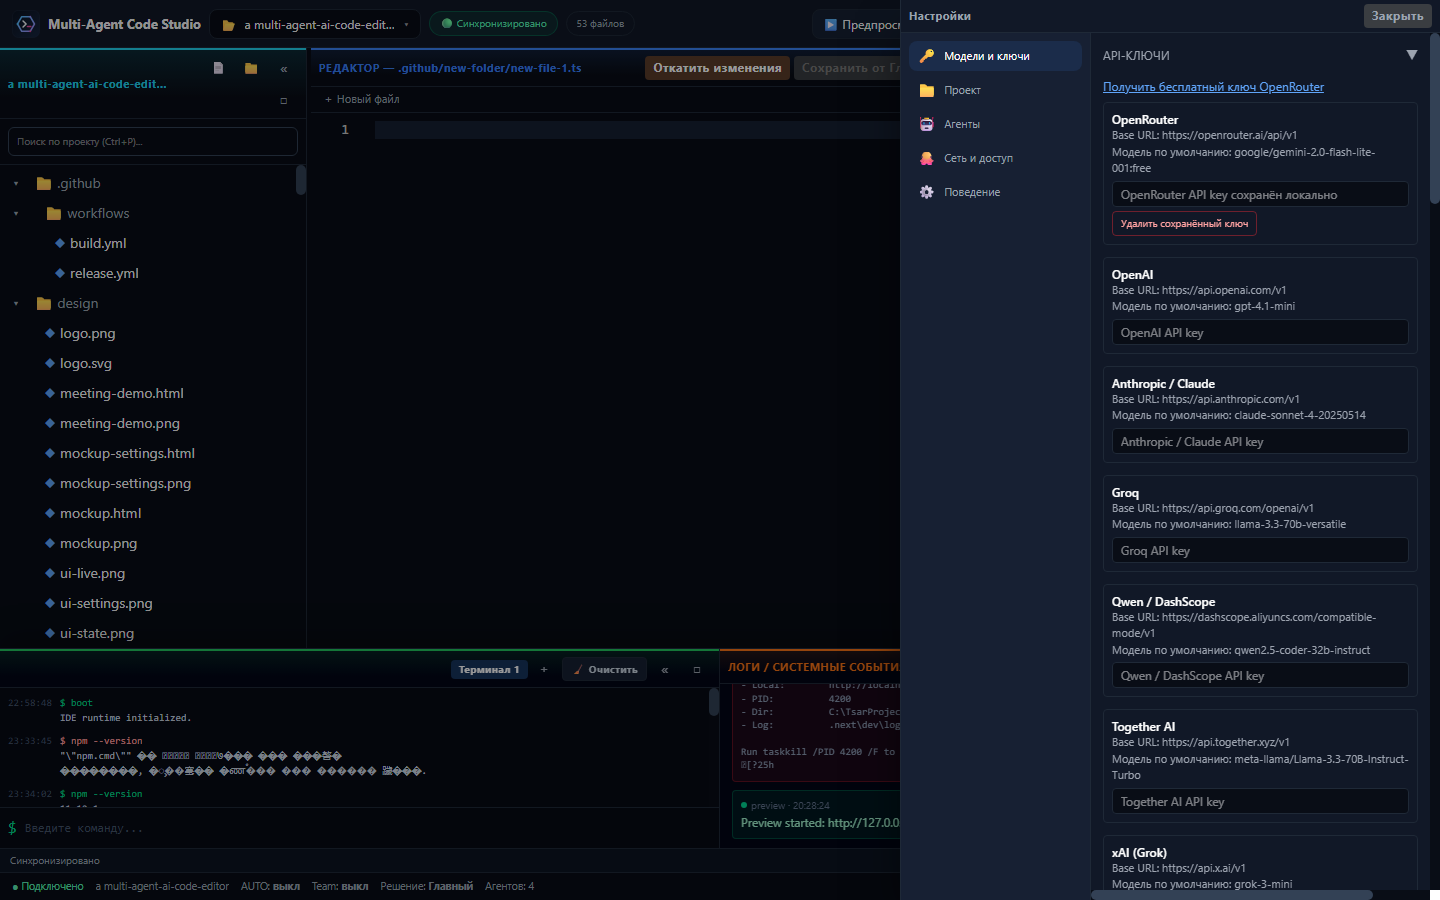 Multi-Agent Code Studio
a multi-agent-ai-code-edit...
Синхронизировано
53 файлов
Настройки
Закрыть
a multi-agent-ai-code-edit...
Поиск по проекту (Ctrl+P)...
.github
workflows
build.yml
release.yml
design
logo.png
logo.svg
meeting-demo.html
meeting-demo.png
mockup-settings.html
mockup-settings.png
mockup.html
mockup.png
ui-live.png
ui-settings.png
ui-state.png
РЕДАКТОР — .github/new-folder/new-file-1.ts
Откатить изменения
Сохранить от
+ Новый файл
1
Терминал 1
+
Очистить
22:58:48 $ boot
IDE runtime initialized.
23:33:45 $ npm --version
23:34:02 $ npm --version
$ Введите команду...
ЛОГИ / СИСТЕМНЫЕ
- PID: 4200
- Dir:
- Log:
Run taskkill /PID 4200 /F to
preview · 20:28:24
Preview started: http://127.0.0
Синхронизировано
Подключено
a multi-agent-ai-code-editor
AUTO: выкл
Team: выкл
Решение: Главный
Агентов: 4
Модели и ключи
Проект
Агенты
Сеть и доступ
Поведение
API-КЛЮЧИ
Получить бесплатный ключ OpenRouter
OpenRouter
Base URL: https://openrouter.ai/api/v1
Модель по умолчанию: google/gemini-2.0-flash-lite-
001:free
OpenRouter API key сохранён локально
Удалить сохранённый ключ
OpenAI
Base URL: https://api.openai.com/v1
Модель по умолчанию: gpt-4.1-mini
OpenAI API key
Anthropic / Claude
Base URL: https://api.anthropic.com/v1
Модель по умолчанию: claude-sonnet-4-20250514
Anthropic / Claude API key
Groq
Base URL: https://api.groq.com/openai/v1
Модель по умолчанию: llama-3.3-70b-versatile
Groq API key
Qwen / DashScope
Base URL: https://dashscope.aliyuncs.com/compatible-
mode/v1
Модель по умолчанию: qwen2.5-coder-32b-instruct
Qwen / DashScope API key
Together AI
Base URL: https://api.together.xyz/v1
Модель по умолчанию: meta-llama/Llama-3.3-70B-Instruct-
Turbo
Together AI API key
xAI (Grok)
Base URL: https://api.x.ai/v1
Модель по умолчанию: grok-3-mini